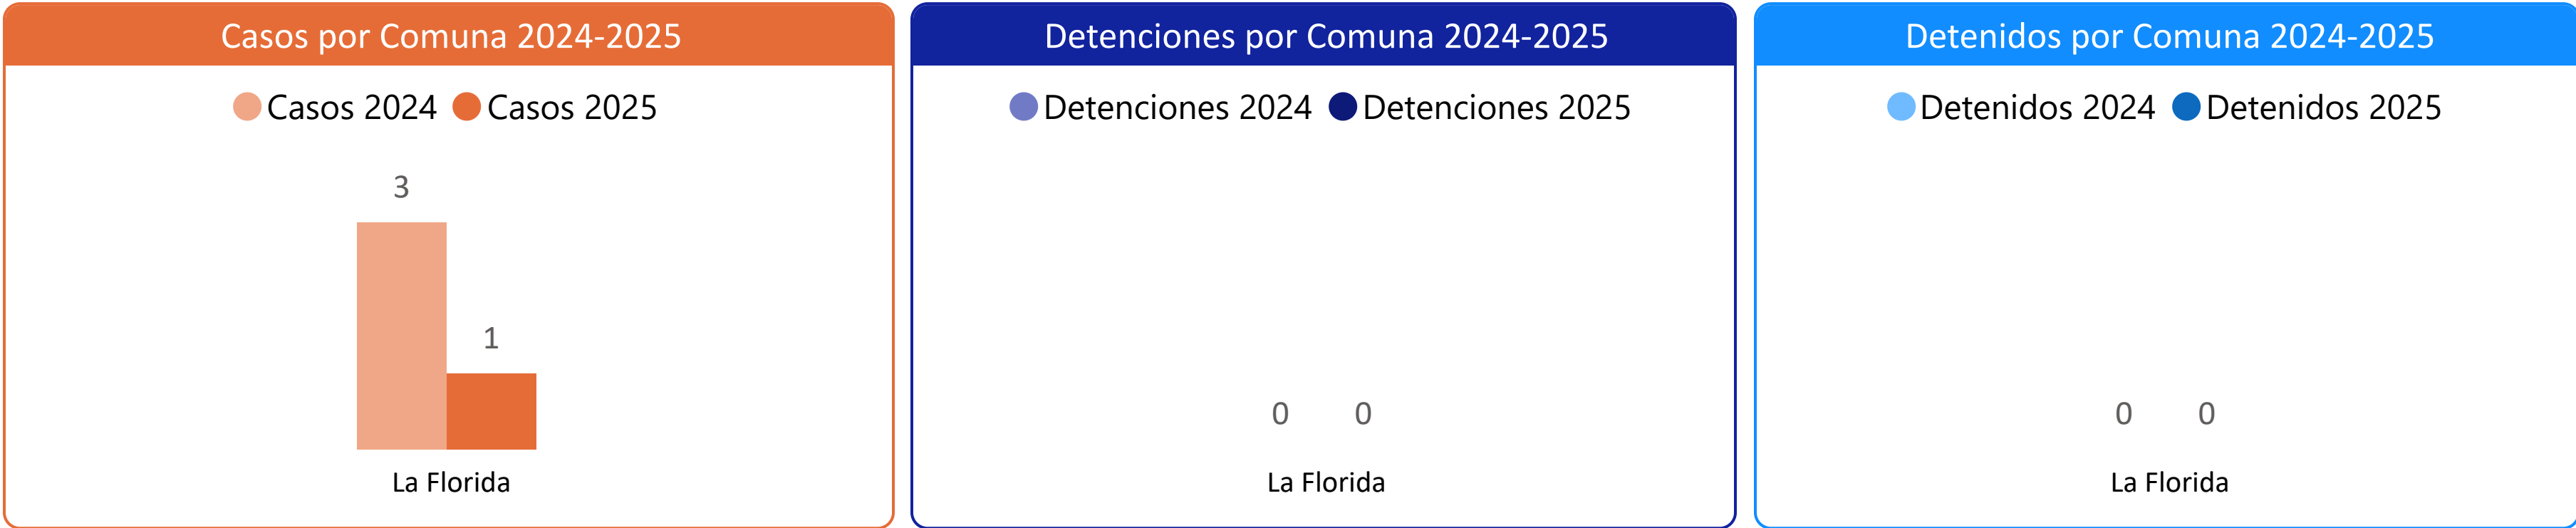 Casos por Comuna 2024-2025
Casos 2024 Casos 2025
3
1
La Florida
Detenciones por Comuna 2024-2025
Detenciones 2024 Detenciones 2025
0 0
La Florida
Detenidos por Comuna 2024-2025
Detenidos 2024 Detenidos 2025
0 0
La Florida